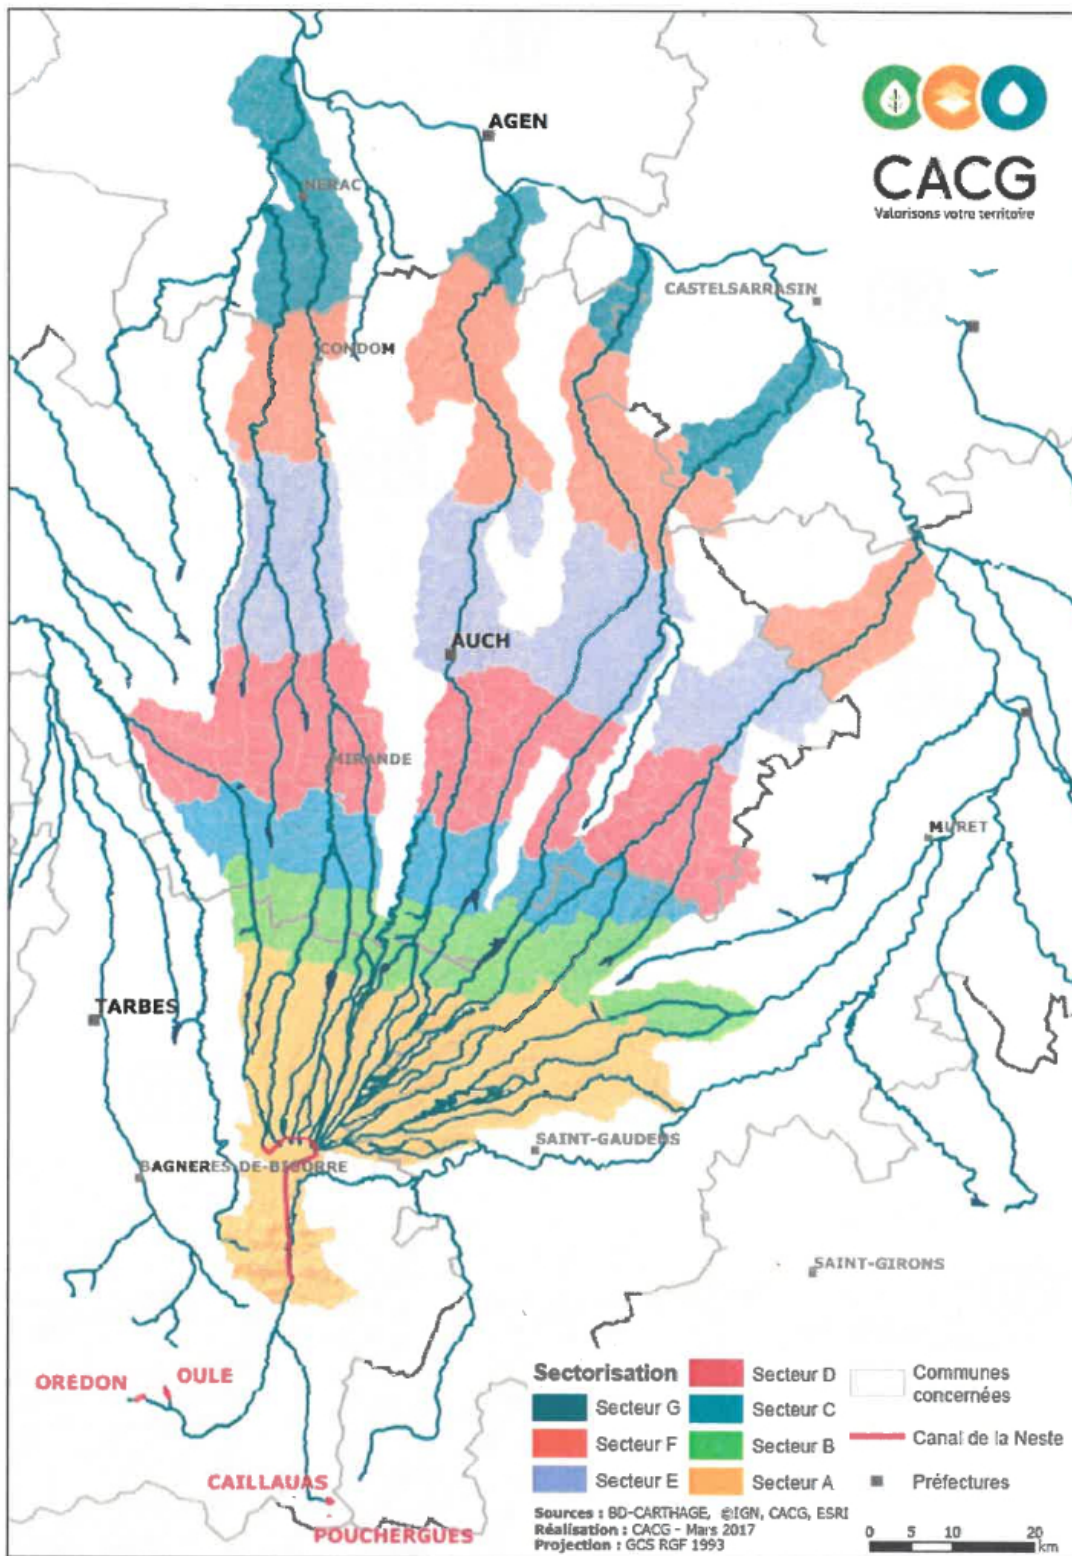 AGEN
CACG
Valorisons votre territoire
NERAC
CASTELSARRASIN
CONDOM
AUCH
MIRANDE
MURET
TARBES
SAINT-GAUDENS
BAGNERES-DE-BIGORRE
SAINT-GIRONS
OREDON
OULE
CAILLAUAS
POUCHERGUES
Sectorisation
Secteur G
Secteur F
Secteur E
Secteur D
Secteur C
Secteur B
Secteur A
Communes
concernées
Canal de la Neste
Préfectures
Sources : BD-CARTHAGE, ©IGN, CACG, ESRI
Réalisation : CACG - Mars 2017
Projection : GCS RGF 1993
0 5 10 20
km